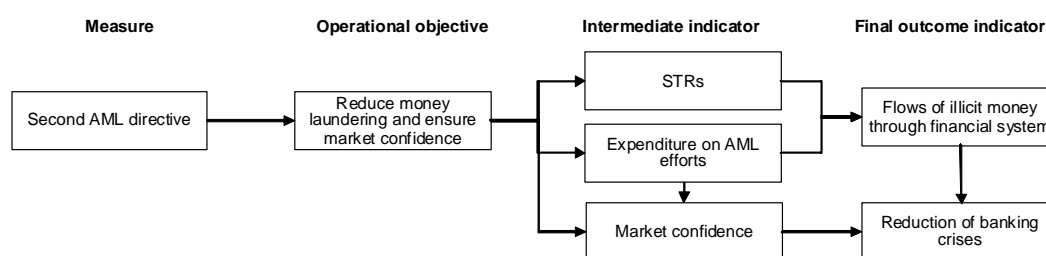 Measure
Operational objective
Intermediate indicator
Final outcome indicator
Second AML directive
Reduce money
laundering and ensure
market confidence
STRs
Expenditure on AML
efforts
Market confidence
Flows of illicit money
through financial system
Reduction of banking
crises